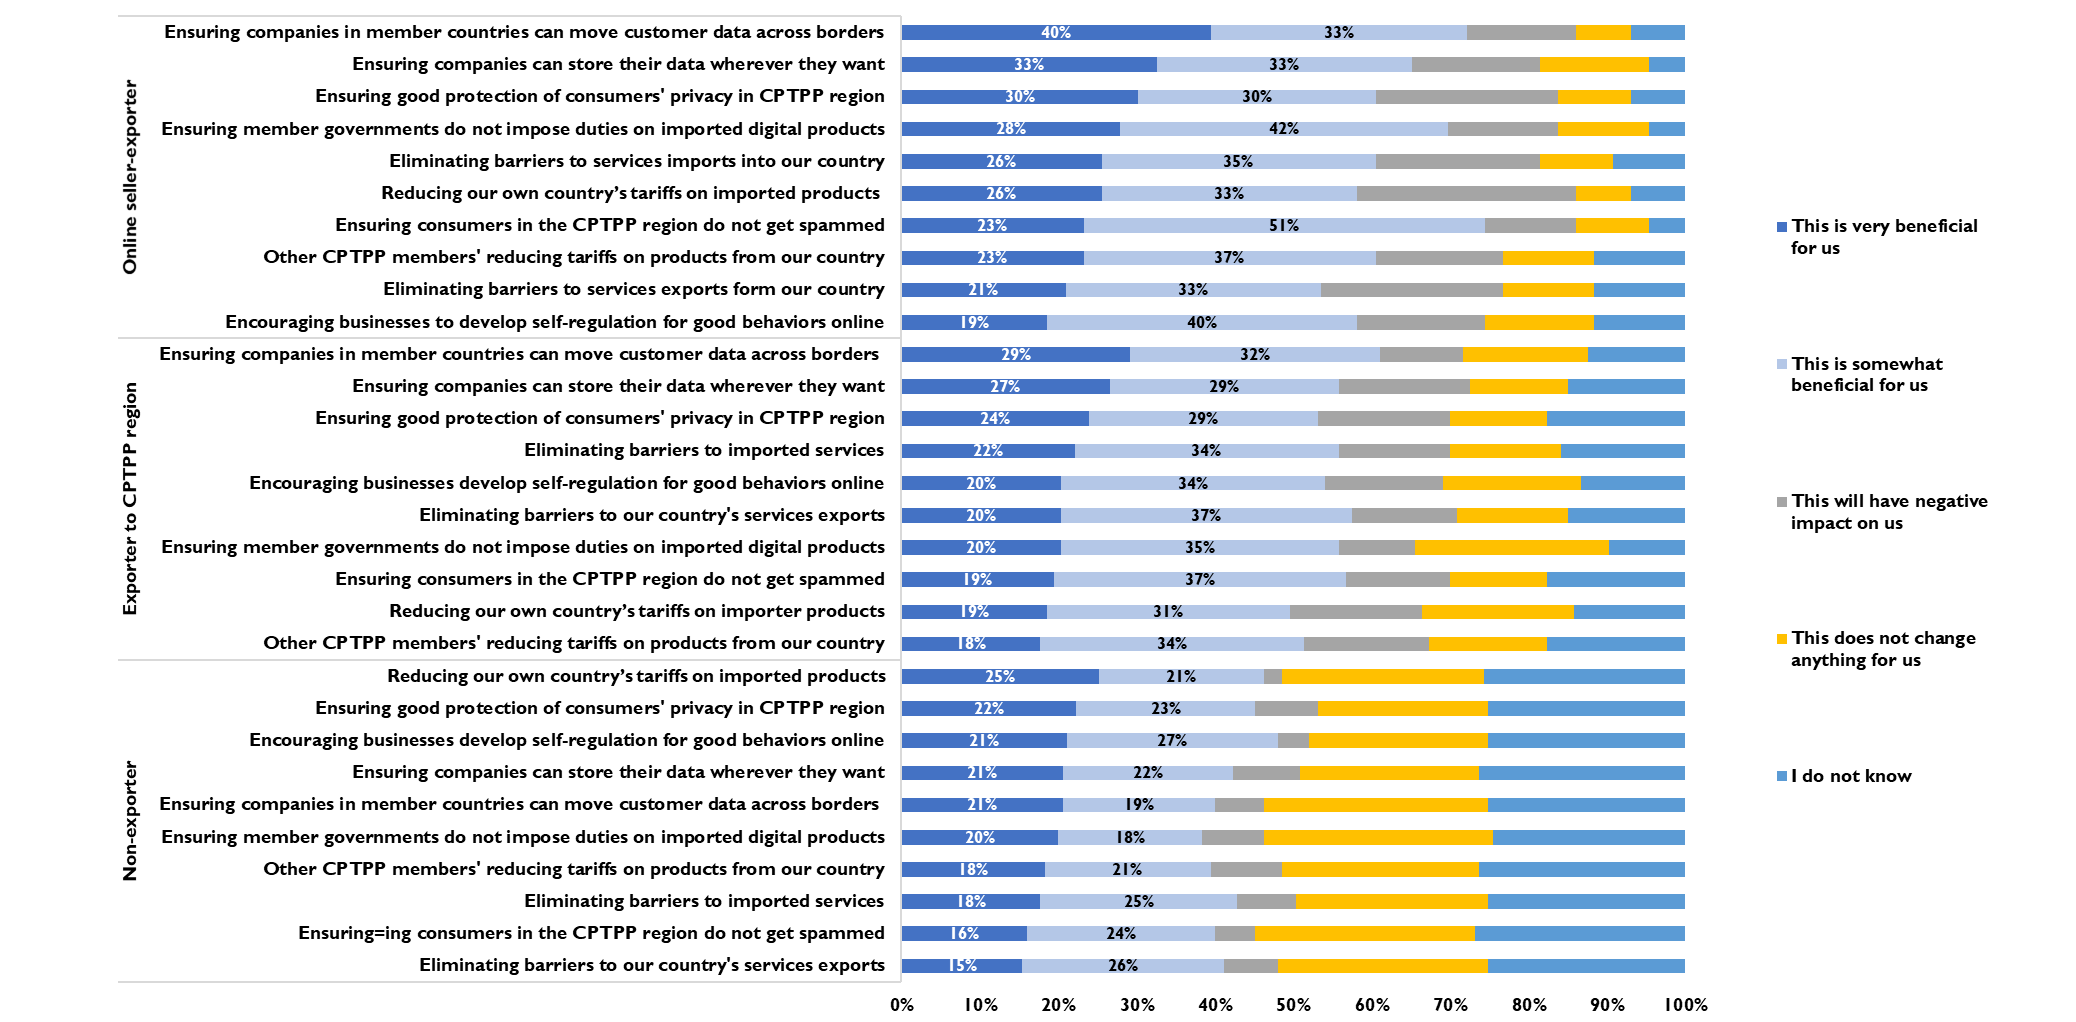 Online seller-exporter
Ensuring companies in member countries can move customer data across borders 40% 33%
Ensuring companies can store their data wherever they want 33% 33%
Ensuring good protection of consumers' privacy in CPTPP region 30% 30%
Ensuring member governments do not impose duties on imported digital products 28% 42%
Eliminating barriers to services imports into our country 26% 35%
Reducing our own country’s tariffs on imported products 26% 33%
Ensuring consumers in the CPTPP region do not get spammed 23% 51%
Other CPTPP members' reducing tariffs on products from our country 23% 37%
Eliminating barriers to services exports form our country 21% 33%
Encouraging businesses to develop self-regulation for good behaviors online 19% 40%
Exporter to CPTPP region
Ensuring companies in member countries can move customer data across borders 29% 32%
Ensuring companies can store their data wherever they want 27% 29%
Ensuring good protection of consumers' privacy in CPTPP region 24% 29%
Eliminating barriers to imported services 22% 34%
Encouraging businesses develop self-regulation for good behaviors online 20% 34%
Eliminating barriers to our country's services exports 20% 37%
Ensuring member governments do not impose duties on imported digital products 20% 35%
Ensuring consumers in the CPTPP region do not get spammed 19% 37%
Reducing our own country’s tariffs on importer products 19% 31%
Other CPTPP members' reducing tariffs on products from our country 18% 34%
Non-exporter
Reducing our own country’s tariffs on imported products 25% 21%
Ensuring good protection of consumers' privacy in CPTPP region 22% 23%
Encouraging businesses develop self-regulation for good behaviors online 21% 27%
Ensuring companies can store their data wherever they want 21% 22%
Ensuring companies in member countries can move customer data across borders 21% 19%
Ensuring member governments do not impose duties on imported digital products 20% 18%
Other CPTPP members' reducing tariffs on products from our country 18% 21%
Eliminating barriers to imported services 18% 25%
Ensuring=ing consumers in the CPTPP region do not get spammed 16% 24%
Eliminating barriers to our country's services exports 15% 26%
0% 10% 20% 30% 40% 50% 60% 70% 80% 90% 100%
This is very beneficial
for us
This is somewhat
beneficial for us
This will have negative
impact on us
This does not change
anything for us
I do not know